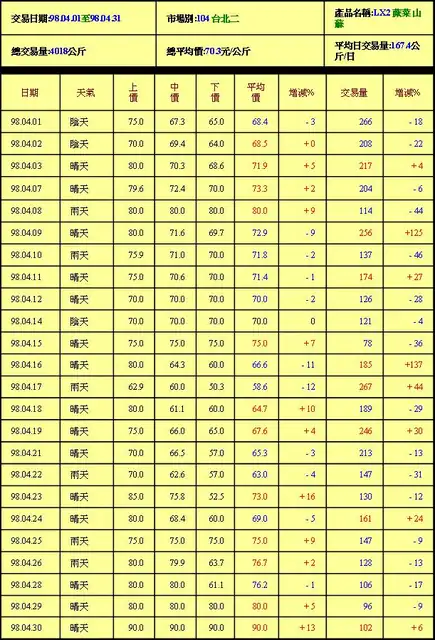 交易日期:98.04.01至98.04.31 市場別:104 台北二 產品名稱:LX2 蕨菜 山
蘇
總交易量:4018公斤 總平均價:70.3元/公斤 平均日交易量:167.4公
斤/日
日期 天氣 上價 中價 下價 平均價 增減% 交易量 增減%
98.04.01 陰天 75.0 67.3 65.0 68.4 - 3 266 - 18
98.04.02 陰天 70.0 69.4 64.0 68.5 +0 208 - 22
98.04.03 晴天 80.0 70.3 68.6 71.9 + 5 217 + 4
98.04.07 晴天 79.6 72.4 70.0 73.3 + 2 204 - 6
98.04.08 雨天 80.0 80.0 80.0 80.0 + 9 114 - 44
98.04.09 晴天 80.0 71.6 69.7 72.9 - 9 256 +125
98.04.10 雨天 75.9 71.0 70.0 71.8 - 2 137 - 46
98.04.11 晴天 75.0 70.6 70.0 71.4 - 1 174 + 27
98.04.12 晴天 70.0 70.0 70.0 70.0 - 2 126 - 28
98.04.14 陰天 70.0 70.0 70.0 70.0 0 121 - 4
98.04.15 晴天 75.0 75.0 75.0 75.0 + 7 78 - 36
98.04.16 晴天 80.0 64.3 60.0 66.6 - 11 185 +137
98.04.17 雨天 62.9 60.0 50.3 58.6 - 12 267 + 44
98.04.18 晴天 80.0 61.1 60.0 64.7 + 10 189 - 29
98.04.19 晴天 75.0 66.0 65.0 67.6 + 4 246 + 30
98.04.21 晴天 70.0 66.5 57.0 65.3 - 3 213 - 13
98.04.22 雨天 70.0 62.6 57.0 63.0 - 4 147 - 31
98.04.23 晴天 85.0 75.8 52.5 73.0 + 16 130 - 12
98.04.24 晴天 80.0 68.4 60.0 69.0 - 5 161 + 24
98.04.25 雨天 75.0 75.0 75.0 75.0 + 9 147 - 9
98.04.26 雨天 80.0 79.9 63.7 76.7 + 2 128 - 13
98.04.28 晴天 80.0 80.0 61.1 76.2 - 1 106 - 17
98.04.29 晴天 80.0 80.0 80.0 80.0 + 5 96 - 9
98.04.30 晴天 90.0 90.0 90.0 90.0 + 13 102 + 6